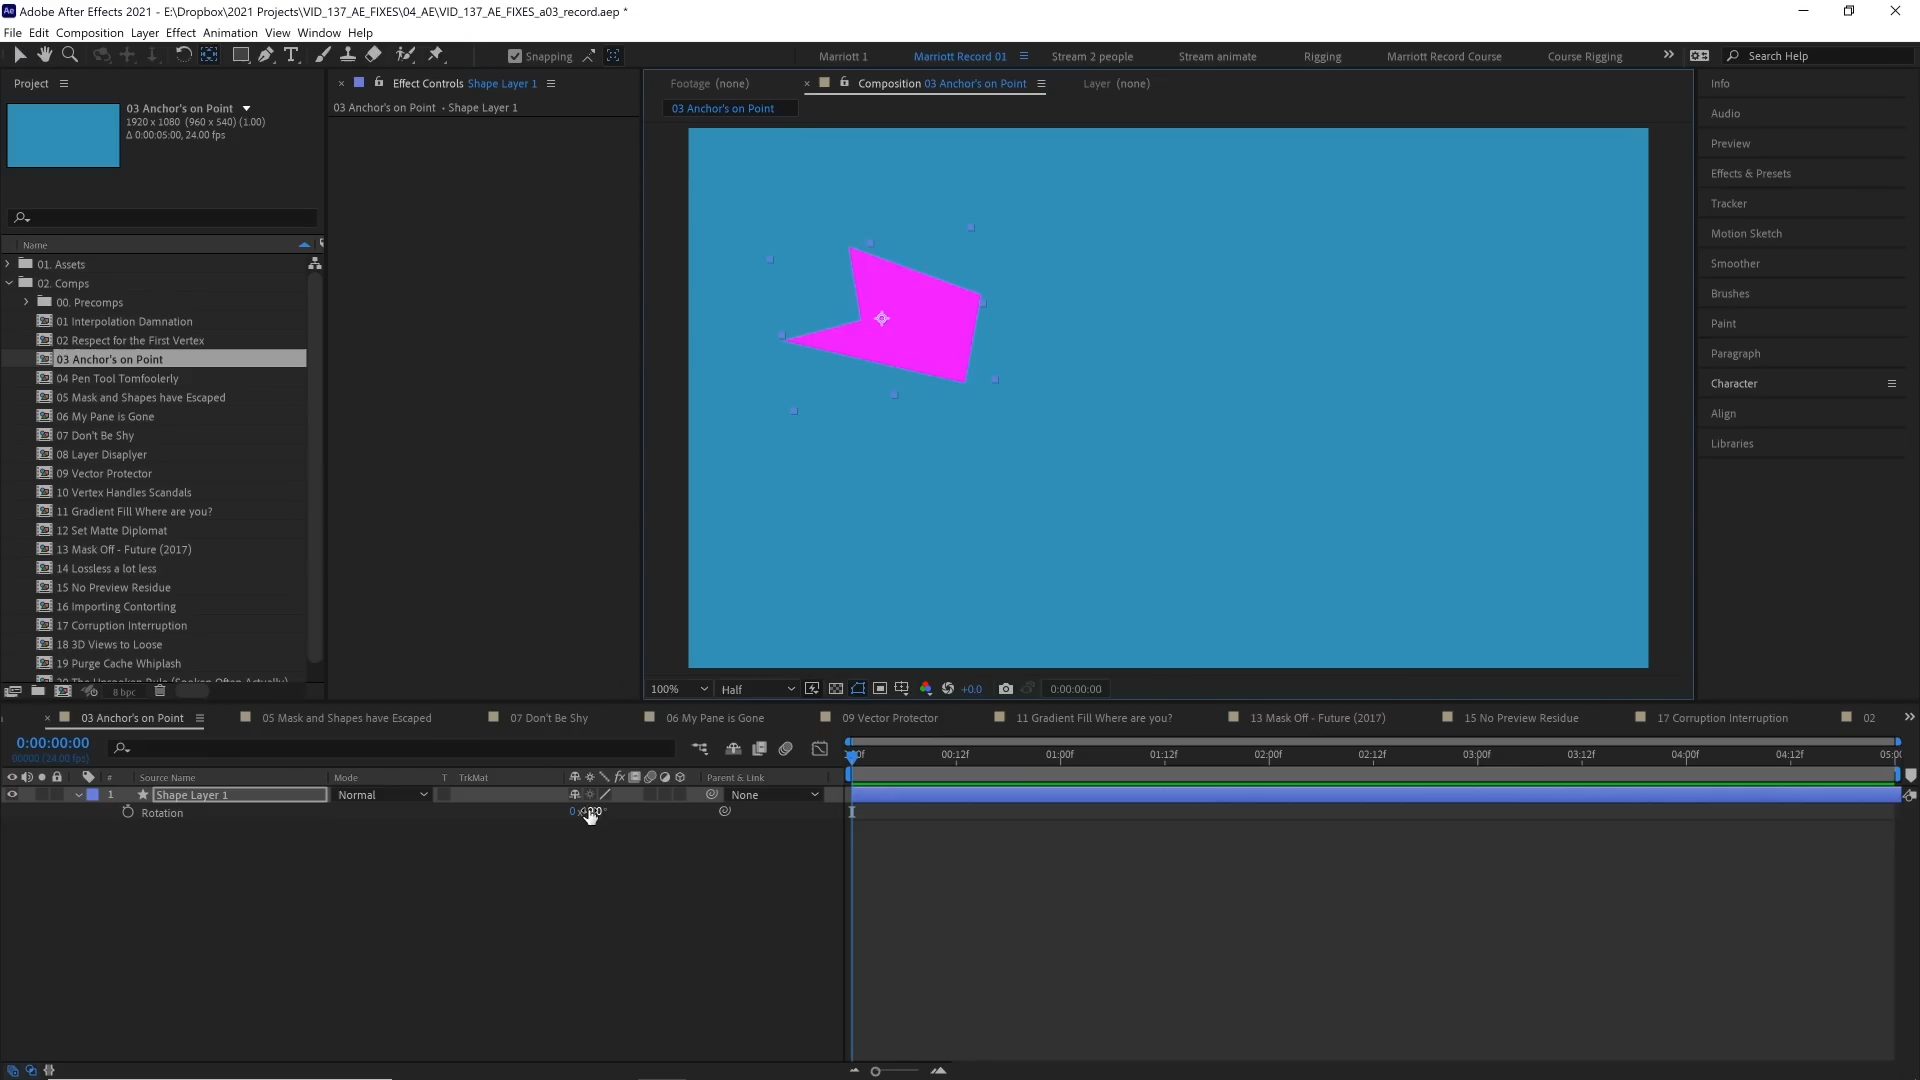 Adobe After Effects 2021 - E:\Dropbox\2021 Projects\VID_137_AE_FIXES\04_AE\VID_137_AE_FIXES_a03_record.aep *
File Edit Composition Layer Effect Animation View Window Help
Snapping Marriott 1 Marriott Record 01 Stream 2 people Stream animate Rigging Marriott Record Course Course Rigging Search Help
Project
Effect Controls Shape Layer 1
Footage (none) Composition 03 Anchor's on Point Layer (none)
03 Anchor's on Point • Shape Layer 1
03 Anchor's on Point
03 Anchor's on Point
1920 x 1080 (960 x 540) (1.00)
Δ 0:00:05:00, 24.00 fps
Name
01. Assets
02. Comps
00. Precomps
01 Interpolation Damnation
02 Respect for the First Vertex
03 Anchor's on Point
04 Pen Tool Tomfoolerly
05 Mask and Shapes have Escaped
06 My Pane is Gone
07 Don't Be Shy
08 Layer Disaplyer
09 Vector Protector
10 Vertex Handles Scandals
11 Gradient Fill Where are you?
12 Set Matte Diplomat
13 Mask Off - Future (2017)
14 Lossless a lot less
15 No Preview Residue
16 Importing Contorting
17 Corruption Interruption
18 3D Views to Loose
19 Purge Cache Whiplash
8 bpc
Info
Audio
Preview
Effects & Presets
Tracker
Motion Sketch
Smoother
Brushes
Paint
Paragraph
Character
Align
Libraries
100% Half +0.0 0:00:00:00
03 Anchor's on Point 05 Mask and Shapes have Escaped 07 Don't Be Shy 06 My Pane is Gone 09 Vector Protector 11 Gradient Fill Where are you? 13 Mask Off - Future (2017) 15 No Preview Residue 17 Corruption Interruption 02
0:00:00:00
00000 (24.00 fps)
00:12f 01:00f 01:12f 02:00f 02:12f 03:00f 03:12f 04:00f 04:12f
# Source Name Mode T TrkMat fx Parent & Link
1 Shape Layer 1 Normal None
Rotation